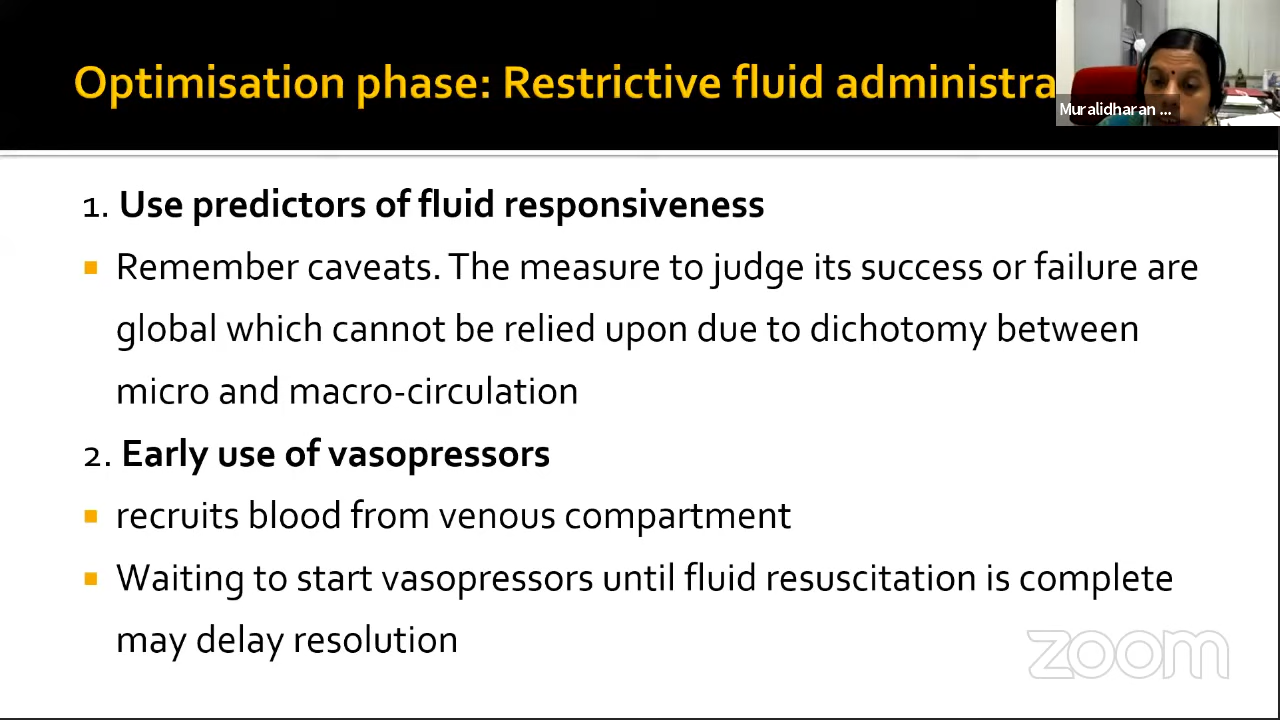 Optimisation phase: Restrictive fluid administra
Muralidharan ...
1. Use predictors of fluid responsiveness
Remember caveats. The measure to judge its success or failure are
global which cannot be relied upon due to dichotomy between
micro and macro-circulation
2. Early use of vasopressors
recruits blood from venous compartment
Waiting to start vasopressors until fluid resuscitation is complete
may delay resolution
zoom